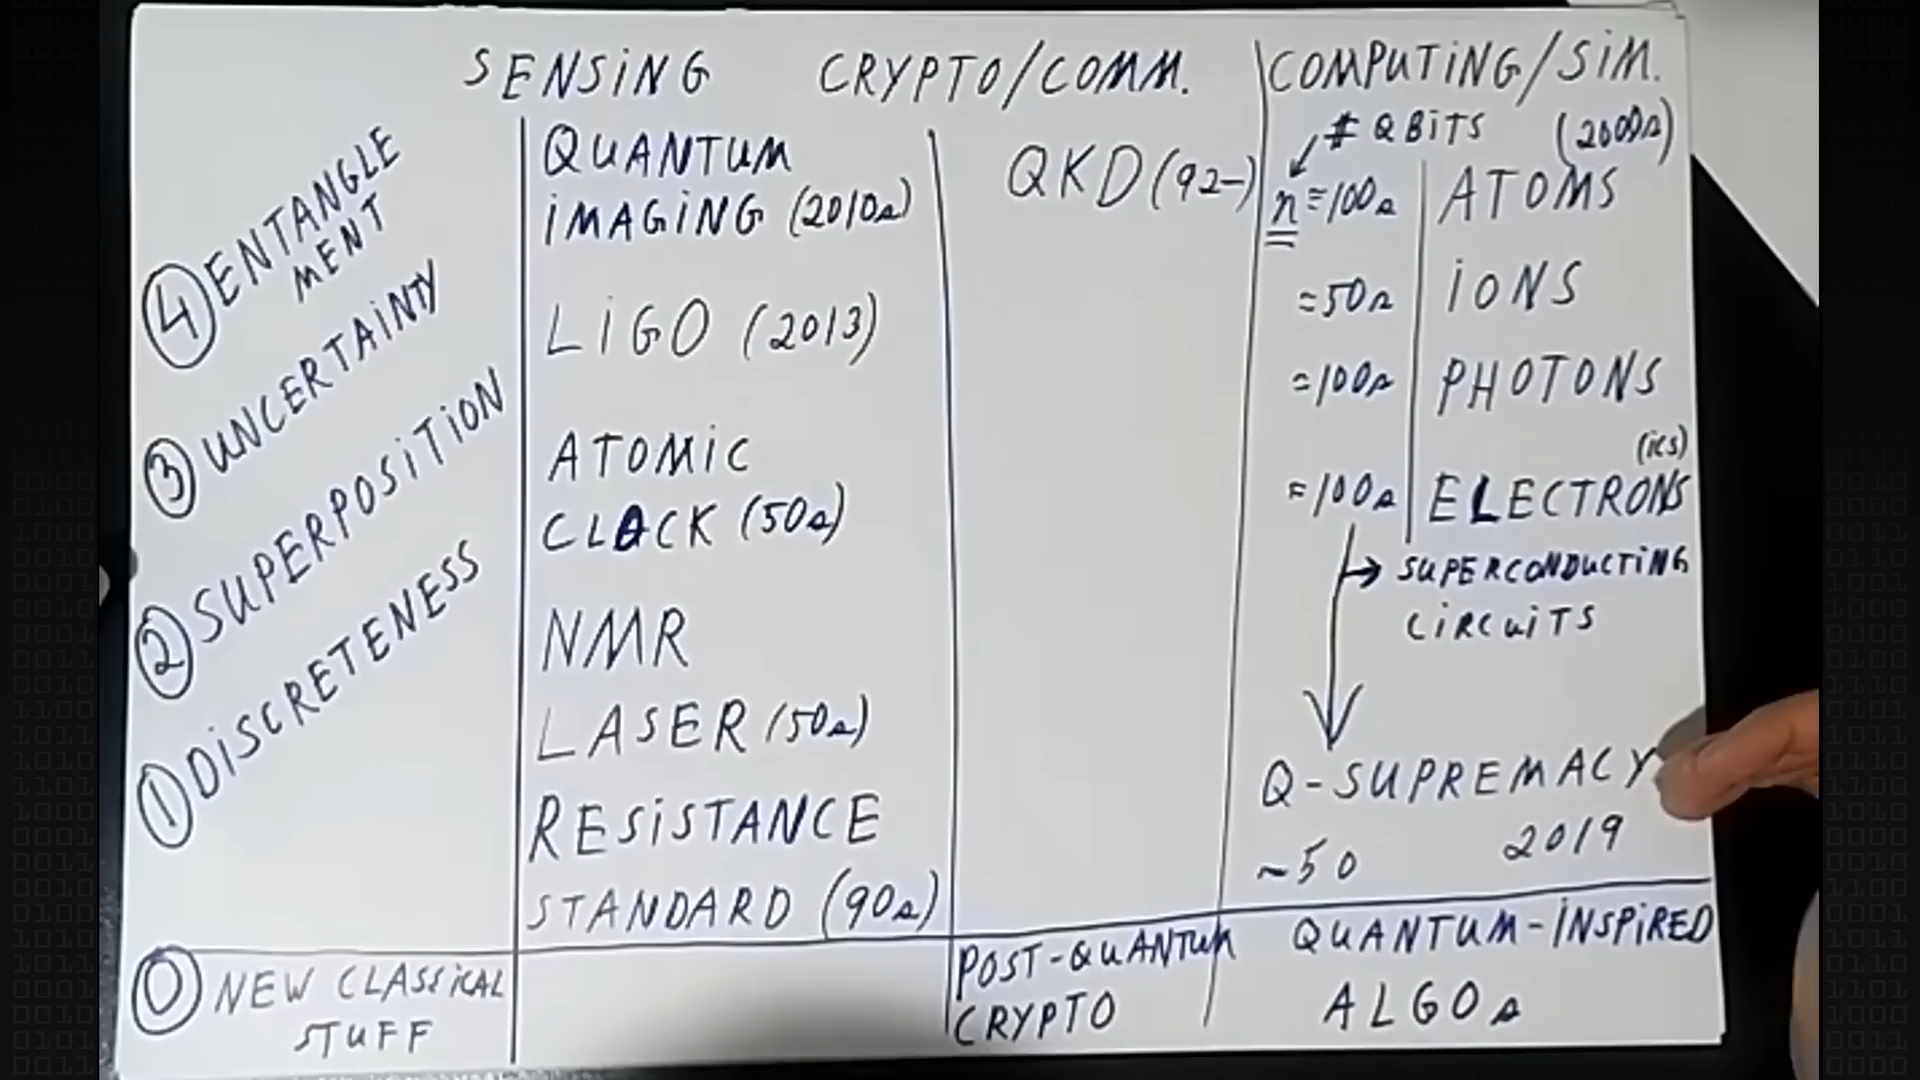 SENSING CRYPTO/COMM. COMPUTING/SIM.
④ ENTANGLE
MENT
③ UNCERTAINTY
② SUPERPOSITION
① DISCRETENESS
QUANTUM
IMAGING (2010s)
LIGO (2013)
ATOMIC
CLOCK (50s)
NMR
LASER (50s)
RESISTANCE
STANDARD (90s)
QKD (92-)
# QBITS (2000s)
n = 100s ATOMS
= 50s IONS
= 100s PHOTONS
(ics)
= 100s ELECTRONS
→ SUPERCONDUCTING
CIRCUITS
Q-SUPREMACY
~50 2019
⓪ NEW CLASSICAL
STUFF
POST-QUANTUM
CRYPTO
QUANTUM-INSPIRED
ALGOs